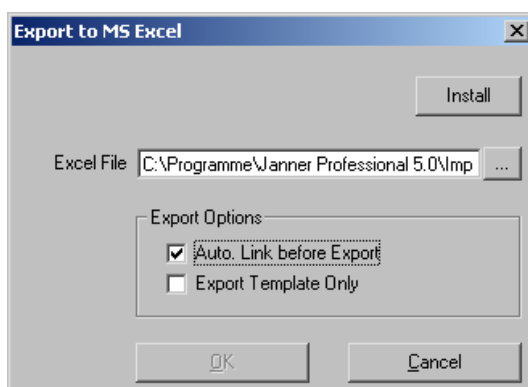 Export to MS Excel
Install
Excel File C:\Programme\Janner Professional 5.0\Imp ...
Export Options
Auto. Link before Export
Export Template Only
OK Cancel